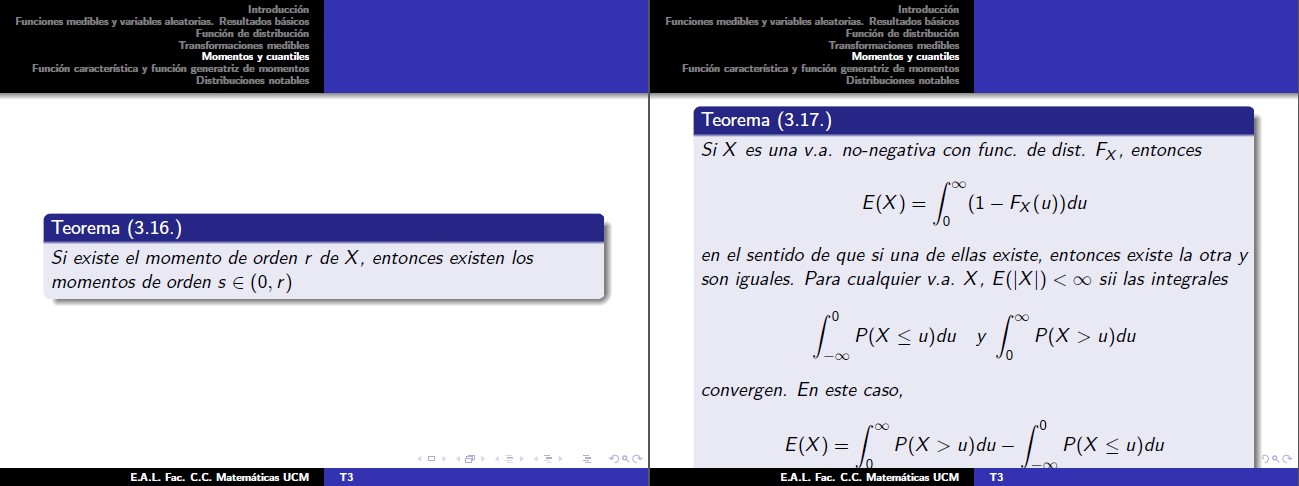 Introducción
Funciones medibles y variables aleatorias. Resultados básicos
Función de distribución
Transformaciones medibles
Momentos y cuantiles
Función característica y función generatriz de momentos
Distribuciones notables
Teorema (3.16.)
Si existe el momento de orden r de X, entonces existen los
momentos de orden s ∈ (0, r)
E.A.L. Fac. C.C. Matemáticas UCM T3
Introducción
Funciones medibles y variables aleatorias. Resultados básicos
Función de distribución
Transformaciones medibles
Momentos y cuantiles
Función característica y función generatriz de momentos
Distribuciones notables
Teorema (3.17.)
Si X es una v.a. no-negativa con func. de dist. F_X, entonces
E(X) = ∫_0^∞ (1 − F_X(u))du
en el sentido de que si una de ellas existe, entonces existe la otra y
son iguales. Para cualquier v.a. X, E(|X|) < ∞ sii las integrales
∫_{−∞}^0 P(X ≤ u)du y ∫_0^∞ P(X > u)du
convergen. En este caso,
E(X) = ∫_0^∞ P(X > u)du − ∫_{−∞}^0 P(X ≤ u)du
E.A.L. Fac. C.C. Matemáticas UCM T3